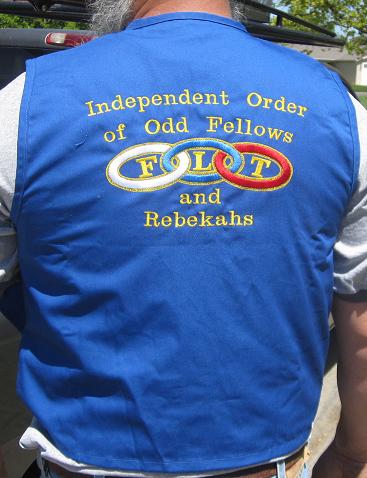 Independent Order
of Odd Fellows
F L T
and
Rebekahs